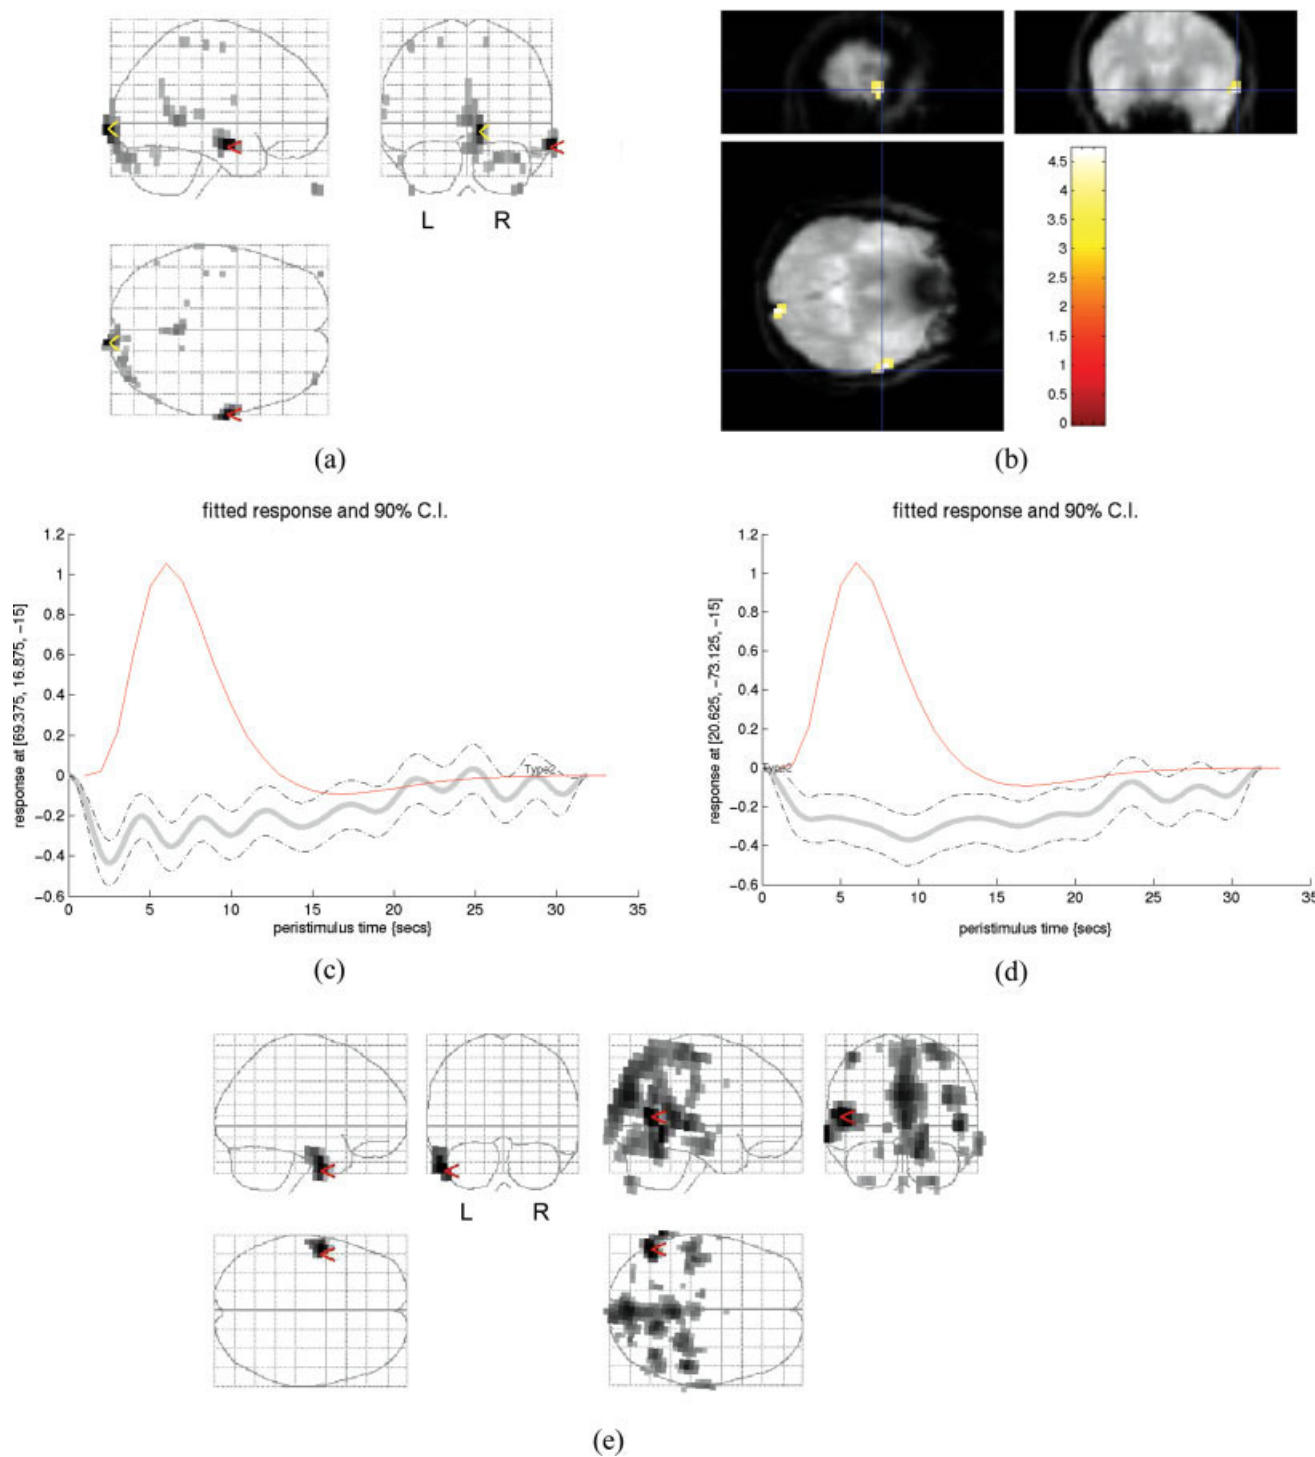 L R
(a)
4.5
4
3.5
3
2.5
2
1.5
1
0.5
0
(b)
fitted response and 90% C.I.
response at [69.375, 16.875, -15]
1.2
1
0.8
0.6
0.4
0.2
0
-0.2
-0.4
-0.6
Type2
0 5 10 15 20 25 30 35
peristimulus time {secs}
(c)
fitted response and 90% C.I.
response at [20.625, -73.125, -15]
1.2
1
0.8
0.6
0.4
0.2
0
-0.2
-0.4
-0.6
Type2
0 5 10 15 20 25 30 35
peristimulus time {secs}
(d)
L R
(e)